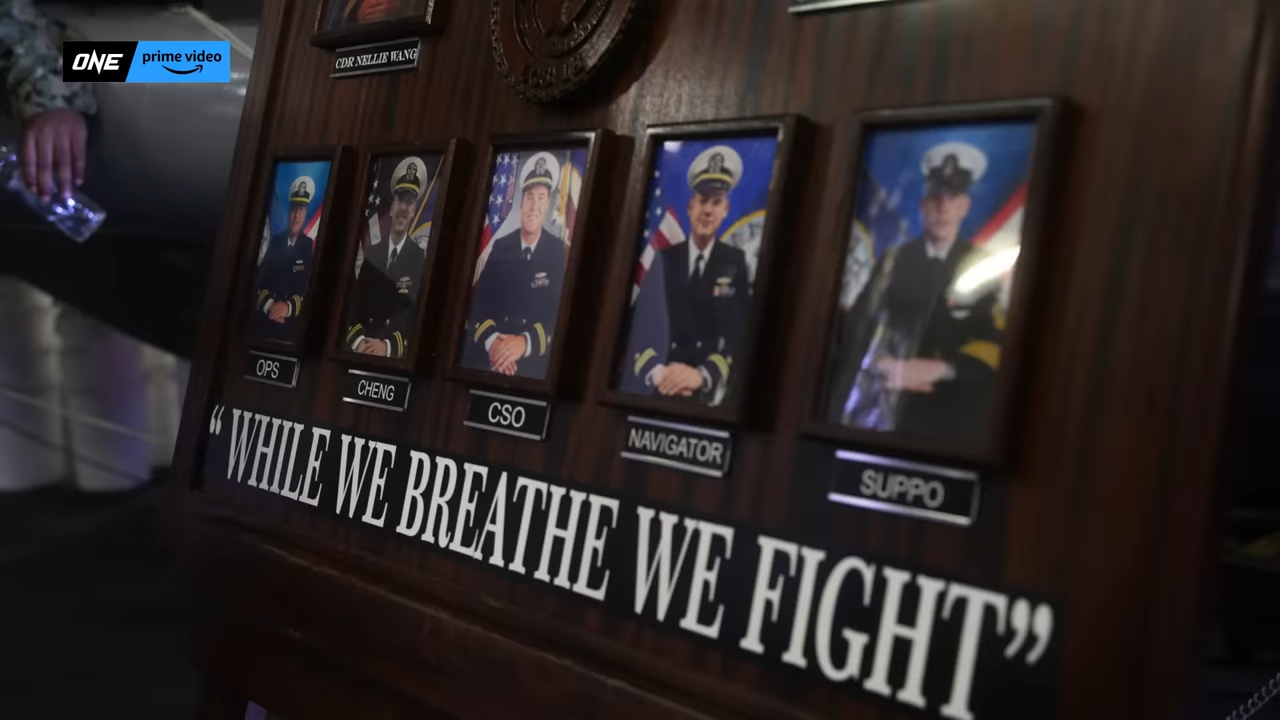 ONE prime video
CDR NELLIE WANG
OPS
CHENG
CSO
NAVIGATOR
SUPPO
“ WHILE WE BREATHE WE FIGHT”